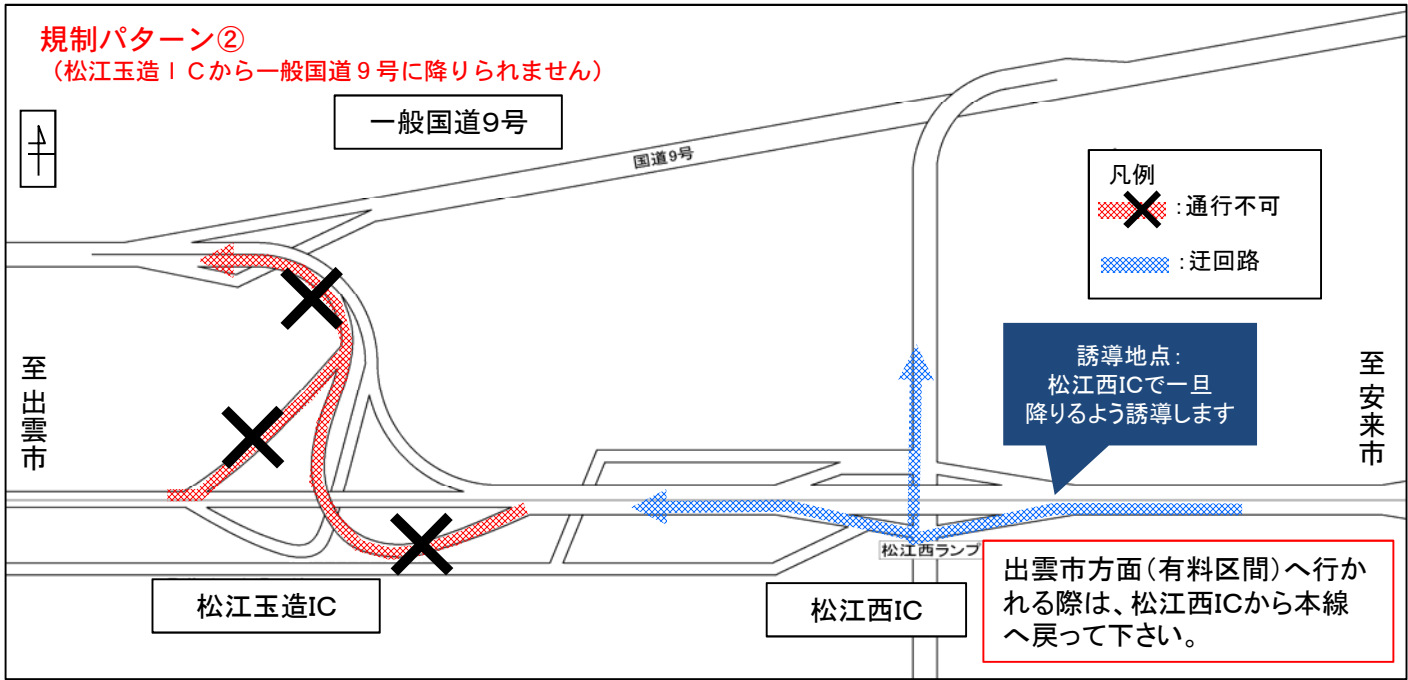 規制パターン②
（松江玉造ＩＣから一般国道９号に降りられません）
一般国道9号
国道9号
凡例
：通行不可
：迂回路
至出雲市
至安来市
誘導地点：
松江西ICで一旦
降りるよう誘導します
松江西ランプ
松江玉造IC
松江西IC
出雲市方面（有料区間）へ行か
れる際は、松江西ICから本線
へ戻って下さい。